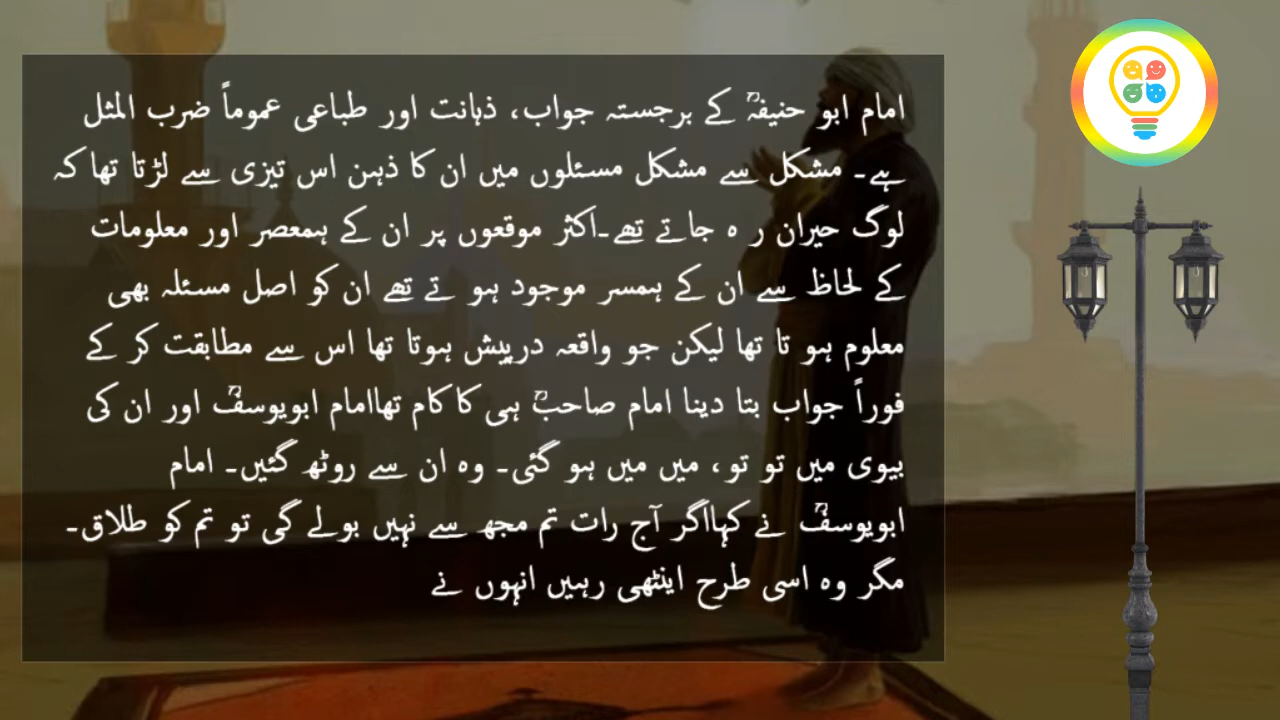 امام ابو حنیفہؒ کے برجستہ جواب، ذہانت اور طباعی عموماً ضرب المثل
ہے۔ مشکل سے مشکل مسئلوں میں ان کا ذہن اس تیزی سے لڑتا تھا کہ
لوگ حیران ر ہ جاتے تھے۔اکثر موقعوں پر ان کے ہمعصر اور معلومات
کے لحاظ سے ان کے ہمسر موجود ہو تے تھے ان کو اصل مسئلہ بھی
معلوم ہو تا تھا لیکن جو واقعہ درپیش ہوتا تھا اس سے مطابقت کر کے
فوراً جواب بتا دینا امام صاحبؒ ہی کا کام تھاامام ابویوسفؒ اور ان کی
بیوی میں تو تو، میں میں ہو گئی۔ وہ ان سے روٹھ گئیں۔ امام
ابویوسفؒ نے کہااگر آج رات تم مجھ سے نہیں بولے گی تو تم کو طلاق۔
مگر وہ اسی طرح اینٹھی رہیں انہوں نے